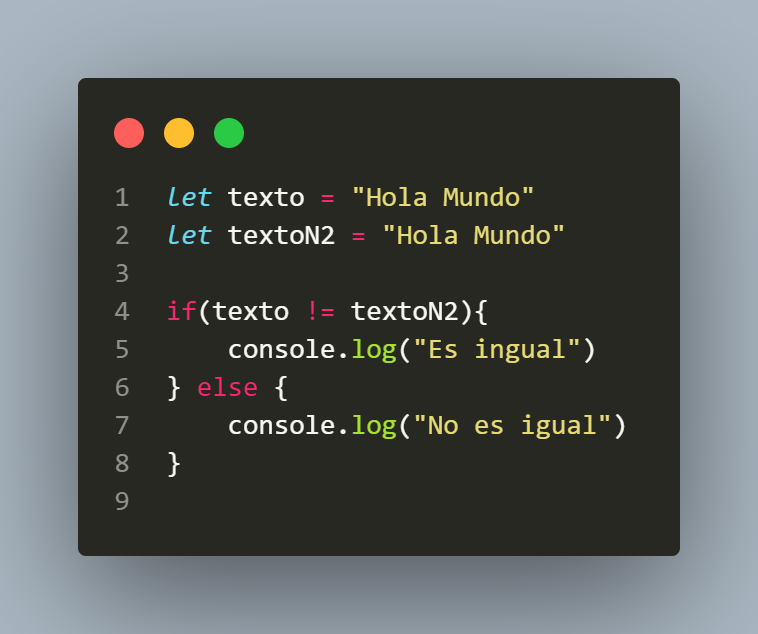 1 let texto = "Hola Mundo"
2 let textoN2 = "Hola Mundo"
3
4 if(texto != textoN2){
5     console.log("Es ingual")
6 } else {
7     console.log("No es igual")
8 }
9